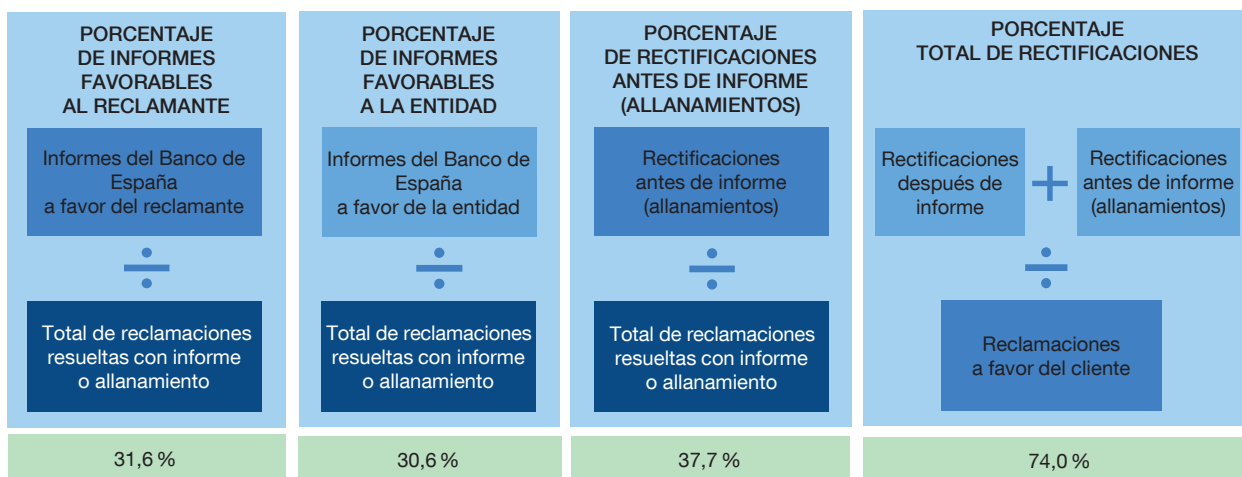 PORCENTAJE
DE INFORMES
FAVORABLES
AL RECLAMANTE
Informes del Banco de
España
a favor del reclamante
÷
Total de reclamaciones
resueltas con informe
o allanamiento
31,6 %
PORCENTAJE
DE INFORMES
FAVORABLES
A LA ENTIDAD
Informes del Banco de
España
a favor de la entidad
÷
Total de reclamaciones
resueltas con informe
o allanamiento
30,6 %
PORCENTAJE
DE RECTIFICACIONES
ANTES DE INFORME
(ALLANAMIENTOS)
Rectificaciones
antes de informe
(allanamientos)
÷
Total de reclamaciones
resueltas con informe
o allanamiento
37,7 %
PORCENTAJE
TOTAL DE RECTIFICACIONES
Rectificaciones
después de
informe
+
Rectificaciones
antes de informe
(allanamientos)
÷
Reclamaciones
a favor del cliente
74,0 %